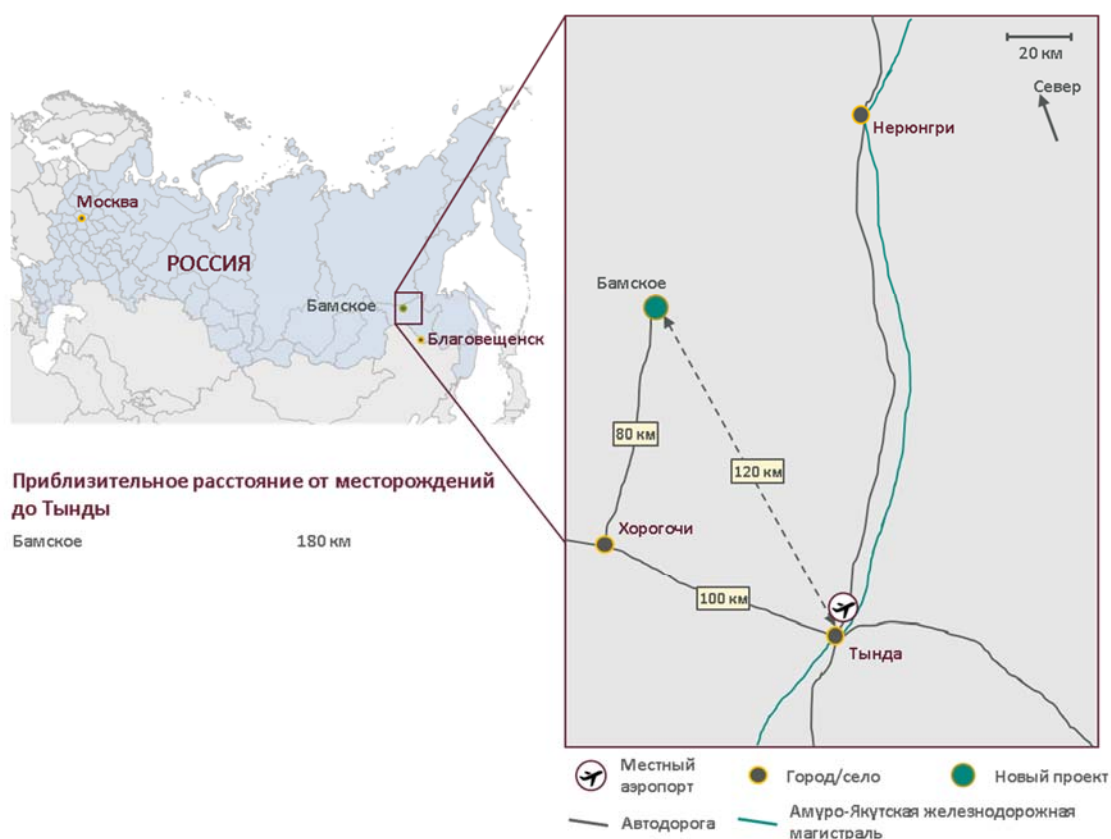 Москва
РОССИЯ
Бамское
Благовещенск
Приблизительное расстояние от месторождений
до Тынды
Бамское 180 км
20 км
Север
Нерюнгри
Бамское
80 км
120 км
Хорогочи
100 км
Тында
Местный
аэропорт
Город/село
Новый проект
Автодорога
Амуро-Якутская железнодорожная
магистраль